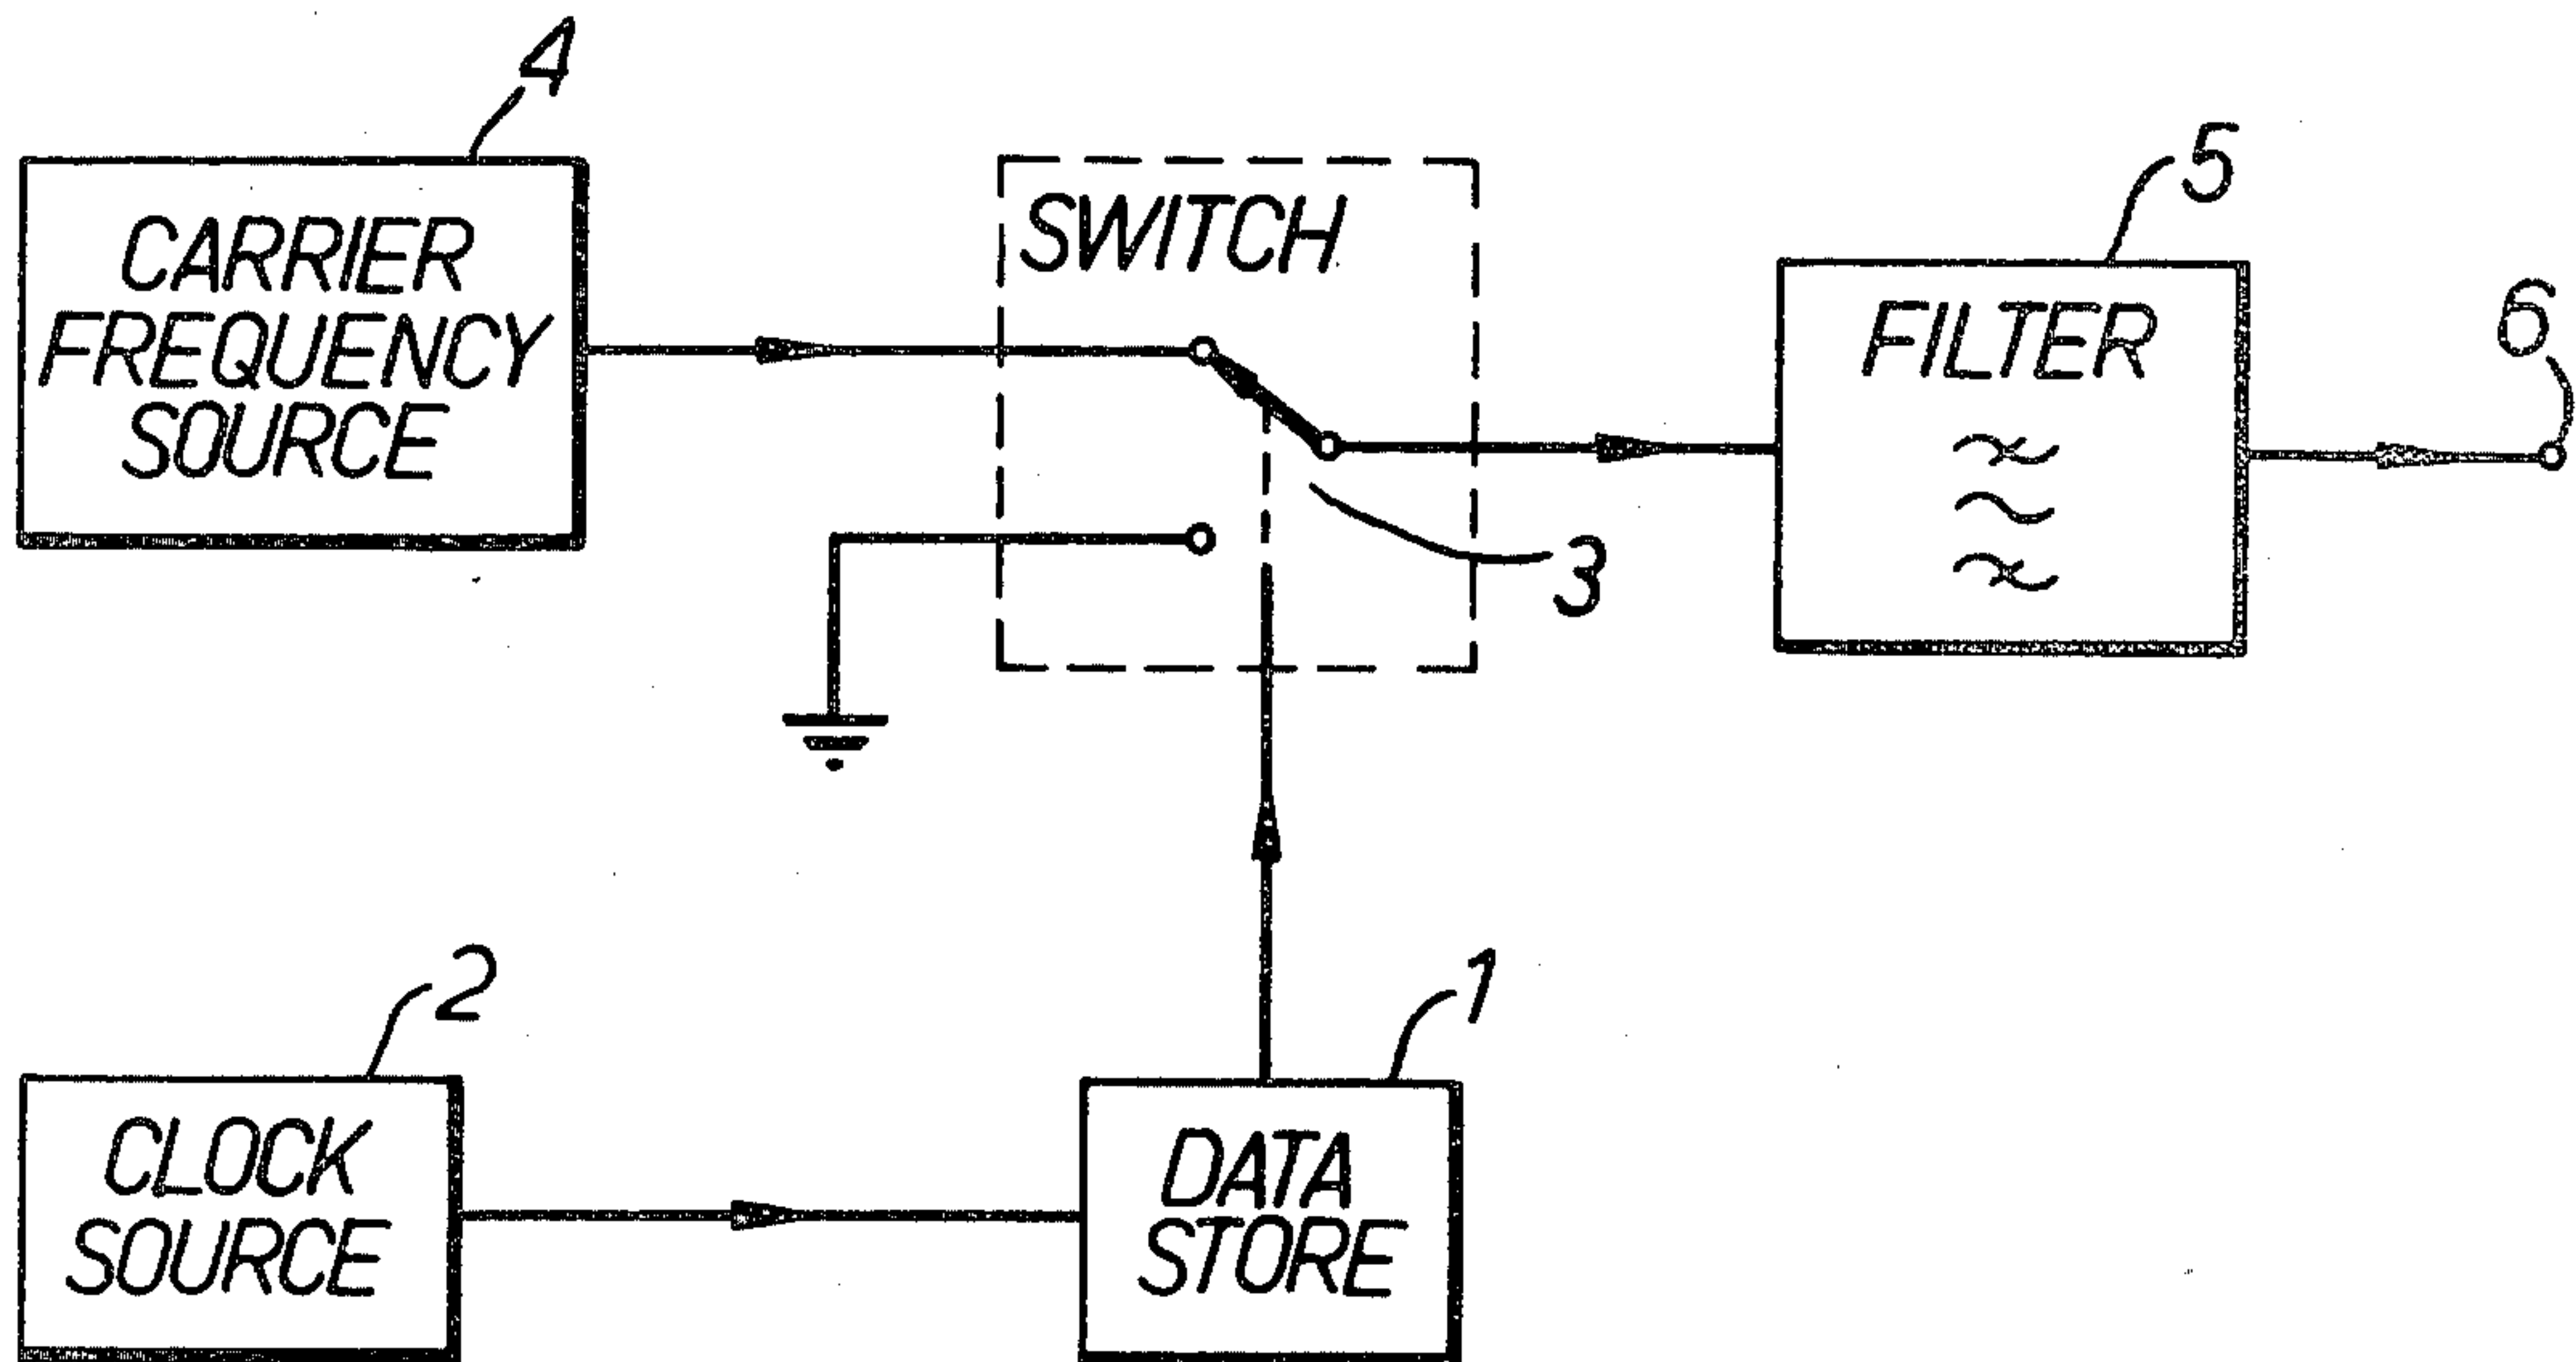 4
CARRIER
FREQUENCY
SOURCE
SWITCH
3
5
FILTER
6
2
CLOCK
SOURCE
1
DATA
STORE